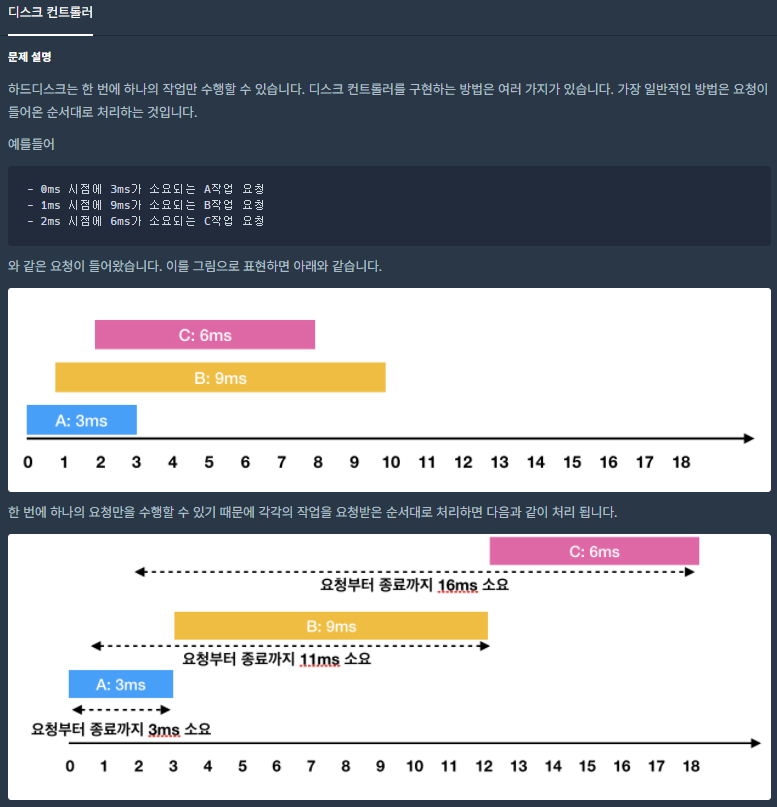 디스크 컨트롤러
문제 설명
하드디스크는 한 번에 하나의 작업만 수행할 수 있습니다. 디스크 컨트롤러를 구현하는 방법은 여러 가지가 있습니다. 가장 일반적인 방법은 요청이
들어온 순서대로 처리하는 것입니다.
예를들어
- 0ms 시점에 3ms가 소요되는 A작업 요청
- 1ms 시점에 9ms가 소요되는 B작업 요청
- 2ms 시점에 6ms가 소요되는 C작업 요청
와 같은 요청이 들어왔습니다. 이를 그림으로 표현하면 아래와 같습니다.
C: 6ms
B: 9ms
A: 3ms
0 1 2 3 4 5 6 7 8 9 10 11 12 13 14 15 16 17 18
한 번에 하나의 요청만을 수행할 수 있기 때문에 각각의 작업을 요청받은 순서대로 처리하면 다음과 같이 처리 됩니다.
C: 6ms
요청부터 종료까지 16ms 소요
B: 9ms
요청부터 종료까지 11ms 소요
A: 3ms
요청부터 종료까지 3ms 소요
0 1 2 3 4 5 6 7 8 9 10 11 12 13 14 15 16 17 18